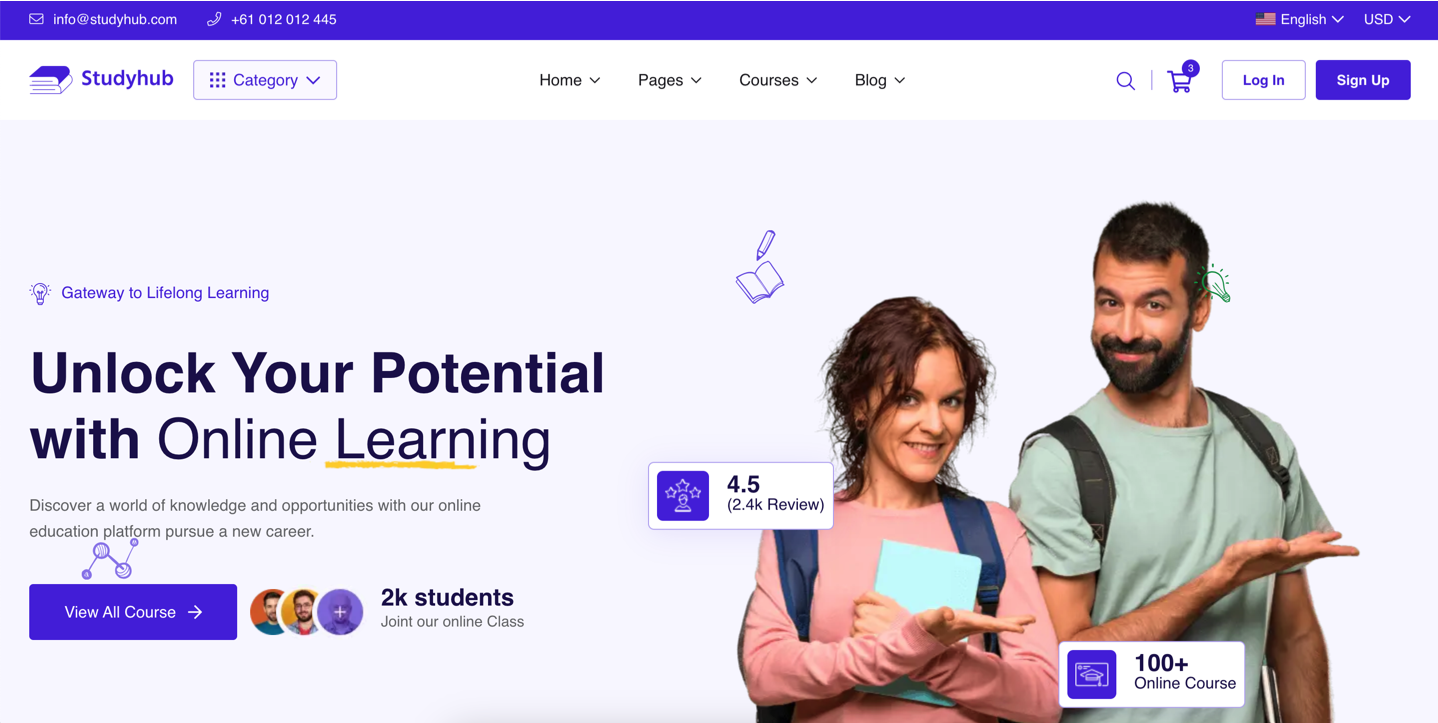 info@studyhub.com +61 012 012 445 English USD
Studyhub Category Home Pages Courses Blog 3 Log In Sign Up
Gateway to Lifelong Learning
Unlock Your Potential
with Online Learning
Discover a world of knowledge and opportunities with our online
education platform pursue a new career.
View All Course
2k students
Joint our online Class
4.5
(2.4k Review)
100+
Online Course